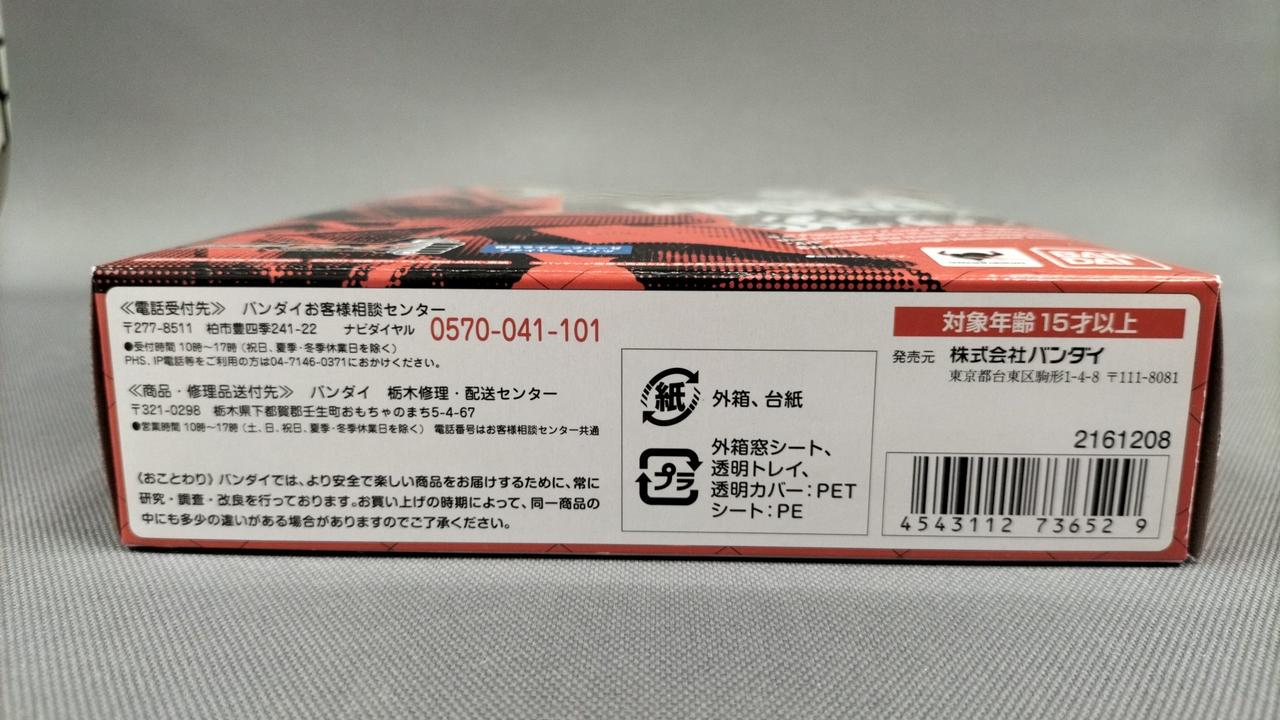 ≪電話受付先≫ バンダイお客様相談センター
〒277-8511 柏市豊四季241-22 ナビダイヤル 0570-041-101
●受付時間 10時〜17時(祝日、夏季・冬季休業日を除く)
PHS、IP電話等をご利用の方は04-7146-0371におかけください。
≪商品・修理品送付先≫ バンダイ 栃木修理・配送センター
〒321-0298 栃木県下都賀郡壬生町おもちゃのまち5-4-67
●営業時間 10時〜17時(土、日、祝日、夏季・冬季休業日を除く) 電話番号はお客様相談センター共通
《おことわり》バンダイでは、より安全で楽しい商品をお届けするために、常に
研究・調査・改良を行っております。お買い上げの時期によって、同一商品の
中にも多少の違いがある場合がありますのでご了承ください。
紙 外箱、台紙
プラ 外箱窓シート、
透明トレイ、
透明カバー:PET
シート:PE
対象年齢15才以上
発売元 株式会社バンダイ
東京都台東区駒形1-4-8 〒111-8081
2161208
4543112 73652 9